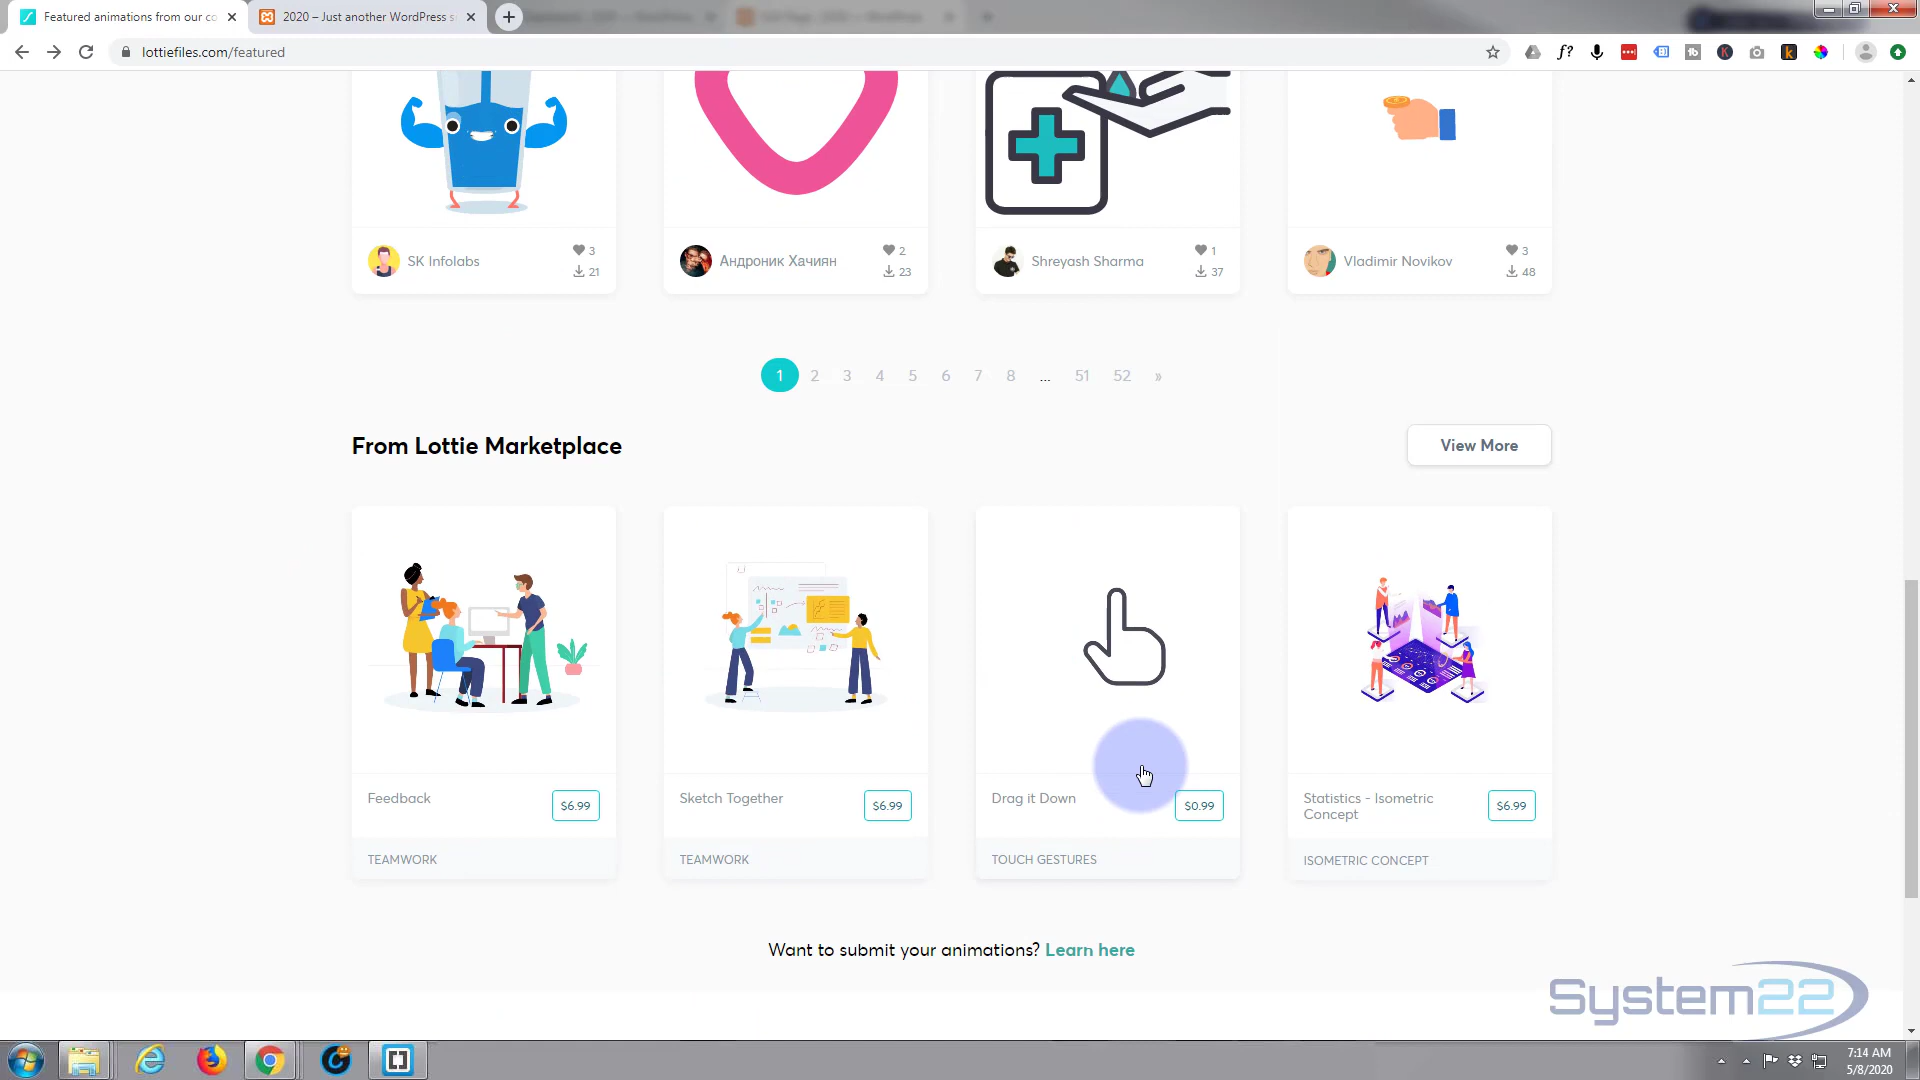 Featured animations from our co
2020 – Just another WordPress s
lottiefiles.com/featured
SK Infolabs
3
21
Андроник Хачиян
2
23
Shreyash Sharma
1
37
Vladimir Novikov
3
48
1 2 3 4 5 6 7 8 ... 51 52 »
From Lottie Marketplace
View More
Feedback
$6.99
TEAMWORK
Sketch Together
$6.99
TEAMWORK
Drag it Down
$0.99
TOUCH GESTURES
Statistics - Isometric
Concept
$6.99
ISOMETRIC CONCEPT
Want to submit your animations? Learn here
System22
7:14 AM
5/8/2020